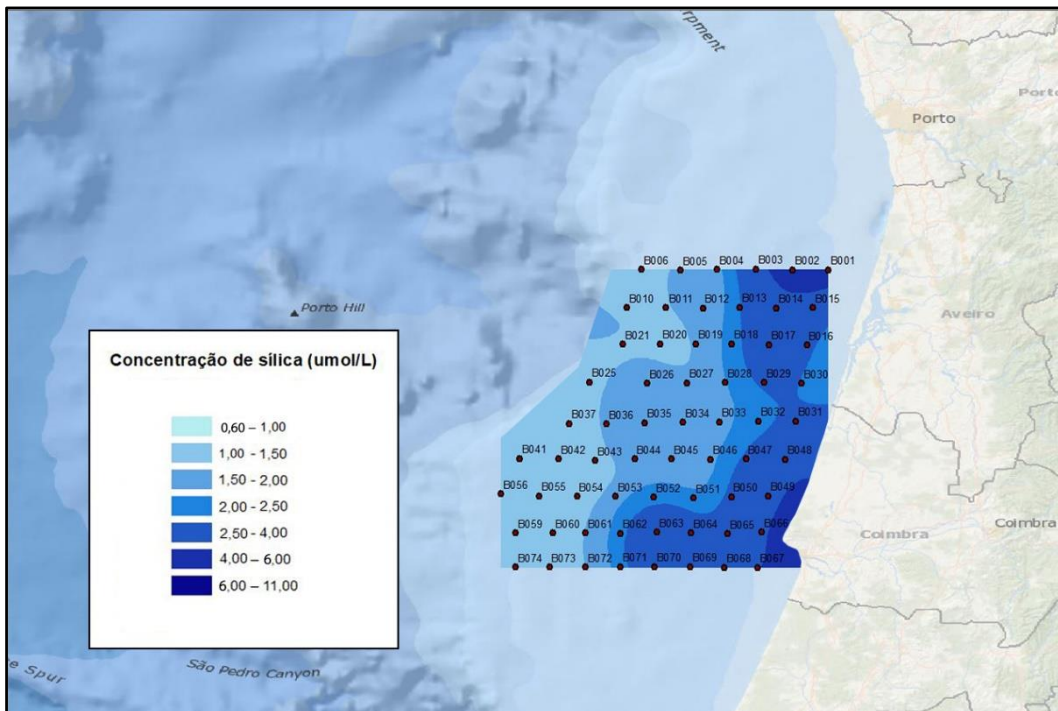 rpment
Porto
Porto
B006 B005 B004 B003 B002 B001
B010 B011 B012 B013 B014 B015
Porto Hill
Aveiro
B021 B020 B019 B018 B017 B016
Concentração de sílica (umol/L)
0,60 – 1,00
1,00 - 1,50
1,50 - 2,00
2,00 - 2,50
2,50 - 4,00
4,00 – 6,00
6,00 – 11,00
B025 B026 B027 B028 B029 B030
B037 B036 B035 B034 B033 B032 B031
B041 B042 B043 B044 B045 B046 B047 B048
B056 B055 B054 B053 B052 B051 B050 B049
B059 B060 B061 B062 B063 B064 B065 B066
Coimbra
Coimbra
B074 B073 B072 B071 B070 B069 B068 B067
e Spur
São Pedro Canyon